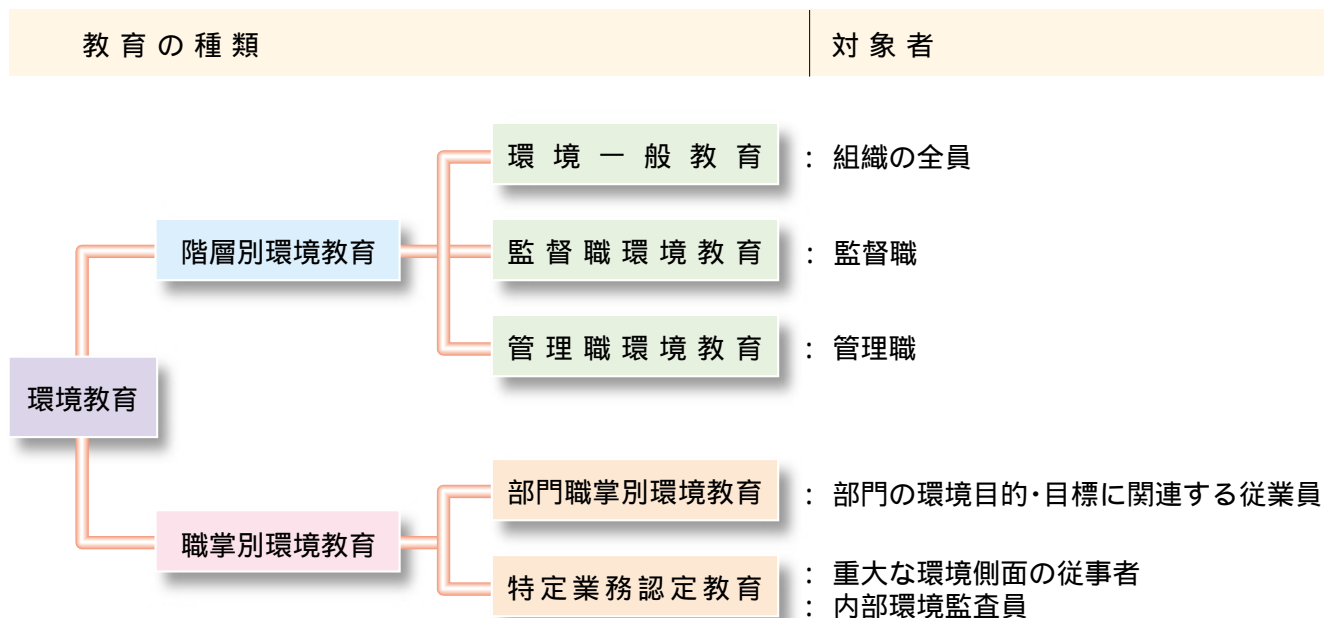 教育の種類 対象者
環境一般教育 : 組織の全員
階層別環境教育 監督職環境教育 : 監督職
管理職環境教育 : 管理職
環境教育
部門職掌別環境教育 : 部門の環境目的・目標に関連する従業員
職掌別環境教育
特定業務認定教育 : 重大な環境側面の従事者
: 内部環境監査員